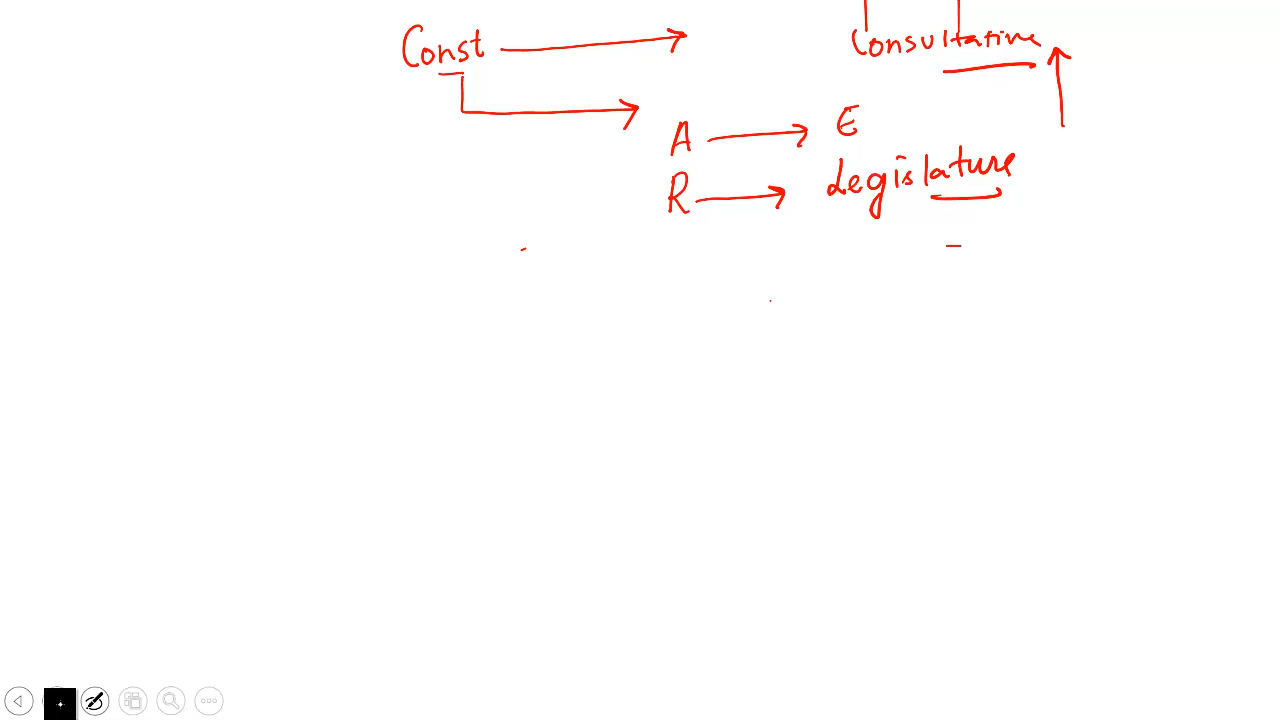 Const → Consultative
A → E
R → Legislature